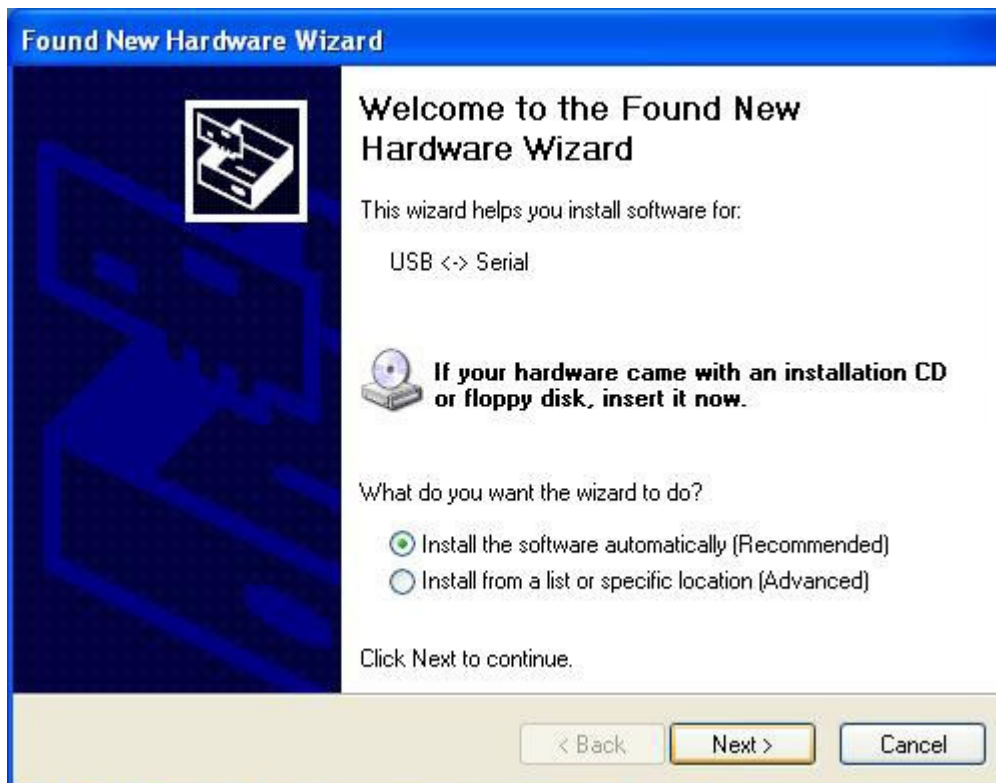 Found New Hardware Wizard
Welcome to the Found New
Hardware Wizard
This wizard helps you install software for:
USB <-> Serial
If your hardware came with an installation CD
or floppy disk, insert it now.
What do you want the wizard to do?
Install the software automatically (Recommended)
Install from a list or specific location (Advanced)
Click Next to continue.
< Back
Next >
Cancel